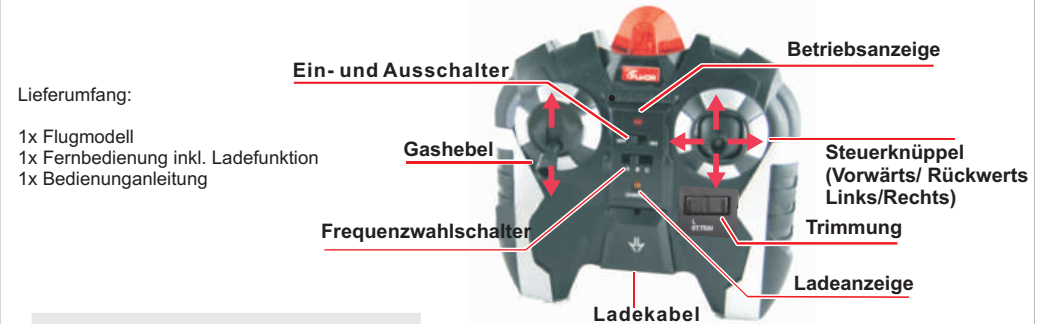 Lieferumfang:
1x Flugmodell
1x Fernbedienung inkl. Ladefunktion
1x Bedienunganleitung
Ein- und Ausschalter
Betriebsanzeige
Gashebel
Steuerknüppel
(Vorwärts/ Rückwerts
Links/Rechts)
Frequenzwahlschalter
Trimmung
Ladeanzeige
Ladekabel